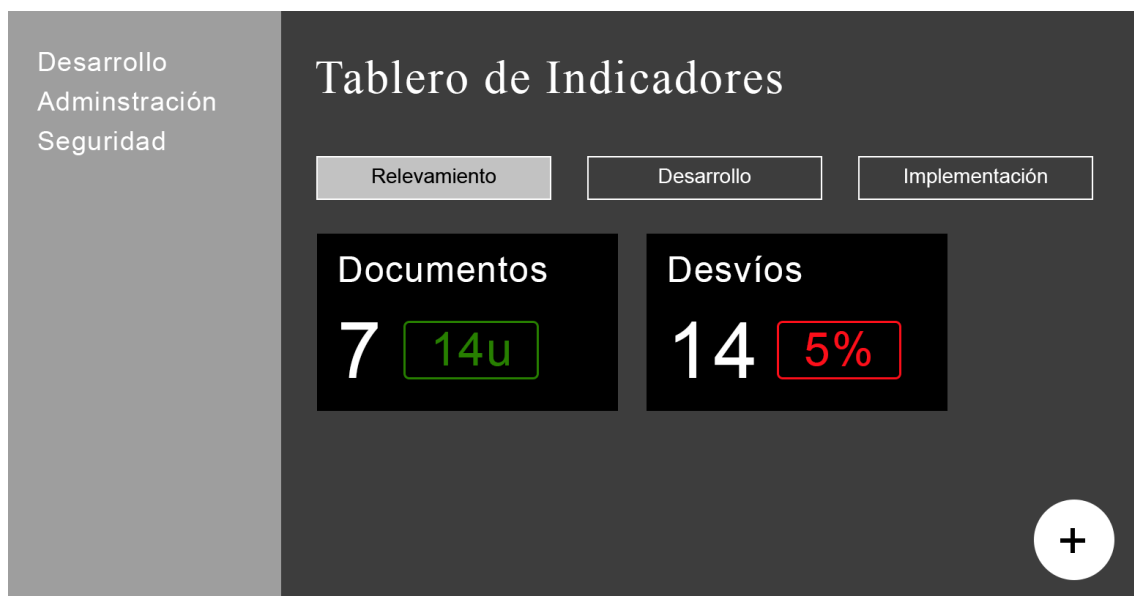 Desarrollo
Adminstración
Seguridad
Tablero de Indicadores
Relevamiento
Desarrollo
Implementación
Documentos
7 14u
Desvíos
14 5%
+